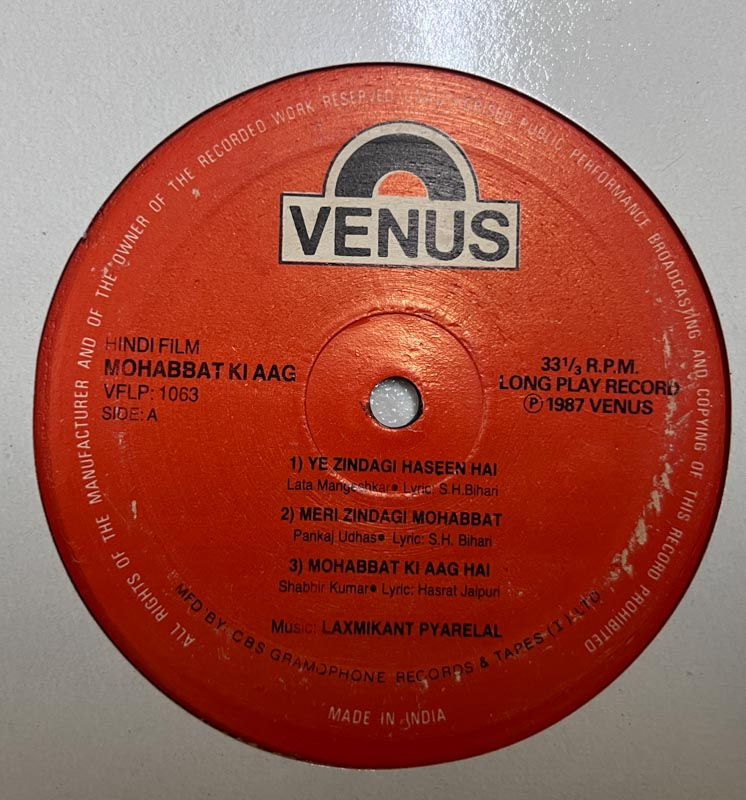 VENUS
HINDI FILM
MOHABBAT KI AAG
VFLP: 1063
SIDE: A
33 1/3 R.P.M.
LONG PLAY RECORD
Ⓟ 1987 VENUS
1) YE ZINDAGI HASEEN HAI
Lata Mangeshkar● Lyric: S.H.Bihari
2) MERI ZINDAGI MOHABBAT
Pankaj Udhas● Lyric: S.H. Bihari
3) MOHABBAT KI AAG HAI
Shabbir Kumar● Lyric: Hasrat Jaipuri
Music: LAXMIKANT PYARELAL
MFD BY: CBS GRAMOPHONE RECORDS & TAPES (I) LTD
ALL RIGHTS OF THE MANUFACTURER AND OF THE OWNER OF THE RECORDED WORK RESERVED PUBLIC PERFORMANCE BROADCASTING AND COPYING OF THIS RECORD PROHIBITED
MADE IN INDIA